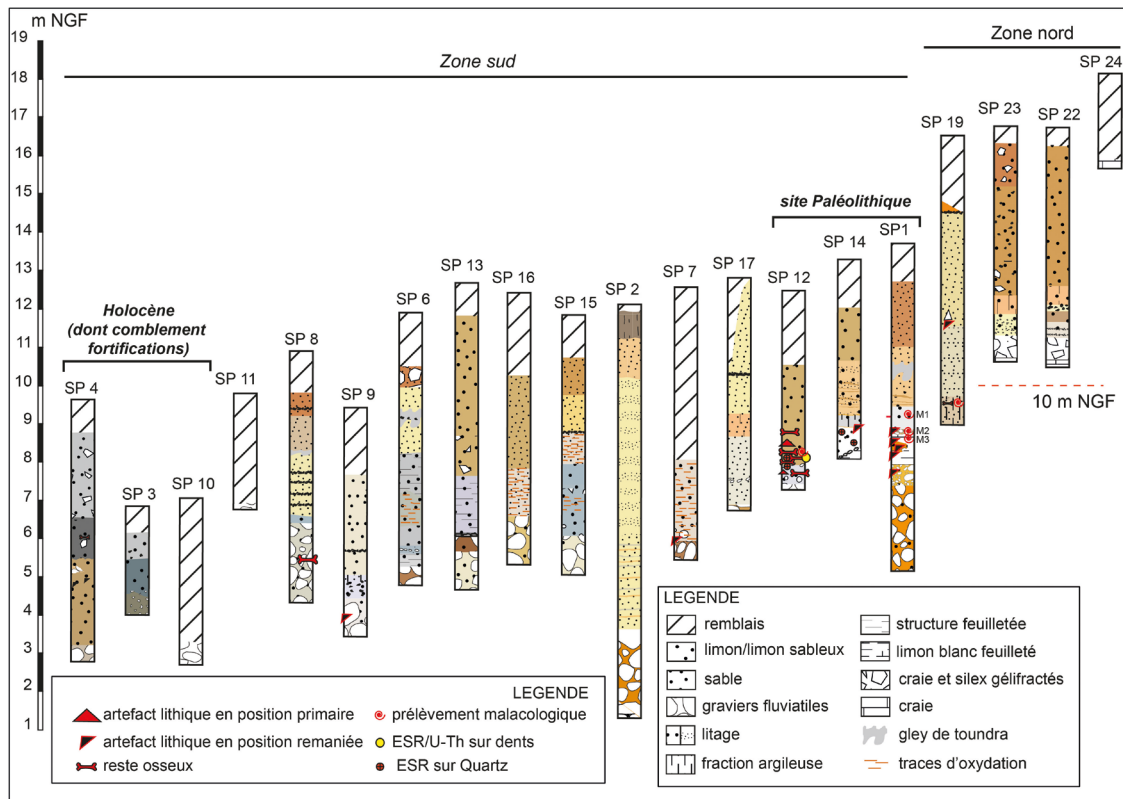 m NGF
19
18
17
16
15
14
13
12
11
10
9
8
7
6
5
4
3
2
1
Zone sud
Zone nord
site Paléolithique
Holocène
(dont comblement
fortifications)
SP 4
SP 3
SP 10
SP 11
SP 8
SP 9
SP 6
SP 13
SP 16
SP 15
SP 2
SP 7
SP 17
SP 12
SP 14
SP1
SP 19
SP 23
SP 22
SP 24
M1
M2
M3
10 m NGF
LEGENDE
artefact lithique en position primaire
artefact lithique en position remaniée
reste osseux
prélèvement malacologique
ESR/U-Th sur dents
ESR sur Quartz
LEGENDE
remblais
limon/limon sableux
sable
graviers fluviatiles
litage
fraction argileuse
structure feuilletée
limon blanc feuilleté
craie et silex gélifractés
craie
gley de toundra
traces d'oxydation